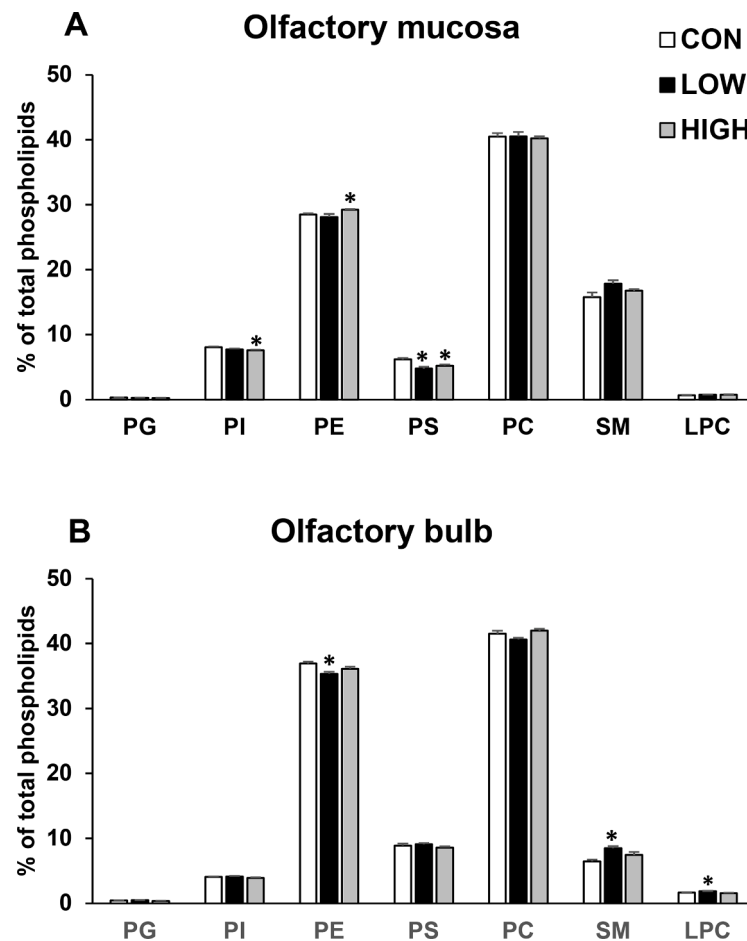 A Olfactory mucosa
CON
LOW
HIGH
% of total phospholipids
50
40
30
20
10
0
* * * *
PG PI PE PS PC SM LPC
B Olfactory bulb
% of total phospholipids
50
40
30
20
10
0
* * *
PG PI PE PS PC SM LPC